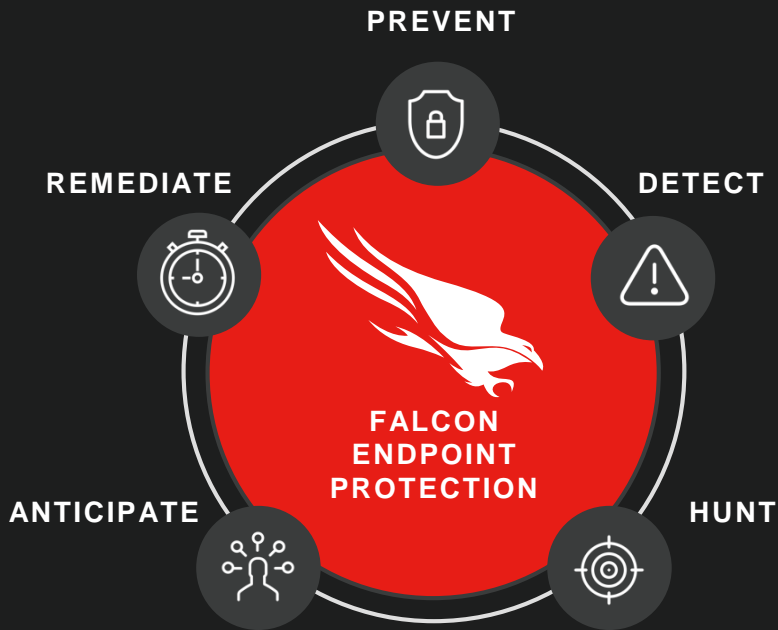 PREVENT
REMEDIATE
DETECT
FALCON
ENDPOINT
PROTECTION
ANTICIPATE
HUNT